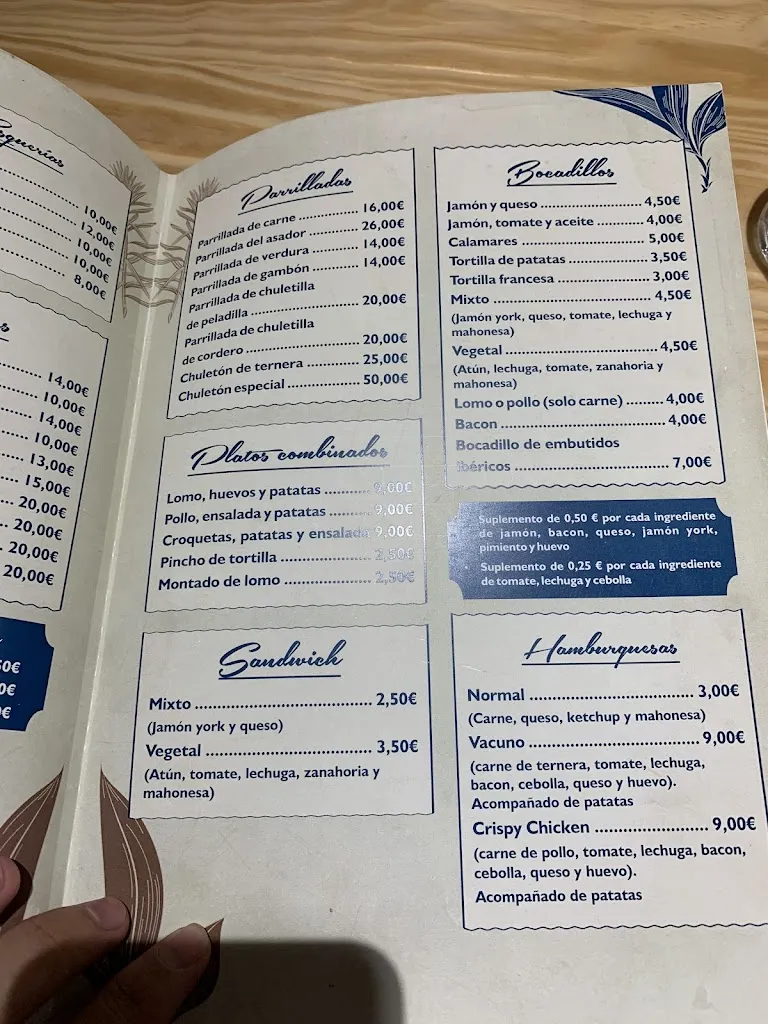 10,00€
12,00€
10,00€
10,00€
8,00€
14,00€
10,00€
14,00€
10,00€
13,00€
15,00€
20,00€
20,00€
20,00€
20,00€
Parrilladas
Parrillada de carne ............... 16,00€
Parrillada del asador ............ 26,00€
Parrillada de verdura ........... 14,00€
Parrillada de gambón ........... 14,00€
Parrillada de chuletilla
de peladilla ......................... 20,00€
Parrillada de chuletilla
de cordero .......................... 20,00€
Chuletón de ternera ........... 25,00€
Chuletón especial ................ 50,00€
Platos combinados
Lomo, huevos y patatas ........... 9,00€
Pollo, ensalada y patatas ........... 9,00€
Croquetas, patatas y ensalada 9,00€
Pincho de tortilla ..................... 2,50€
Montado de lomo .................... 2,50€
Sandwich
Mixto ........................................ 2,50€
(Jamón york y queso)
Vegetal ...................................... 3,50€
(Atún, tomate, lechuga, zanahoria y
mahonesa)
Bocadillos
Jamón y queso ........................ 4,50€
Jamón, tomate y aceite ........... 4,00€
Calamares ............................... 5,00€
Tortilla de patatas ................... 3,50€
Tortilla francesa ...................... 3,00€
Mixto ...................................... 4,50€
(Jamón york, queso, tomate, lechuga y
mahonesa)
Vegetal .................................... 4,50€
(Atún, lechuga, tomate, zanahoria y
mahonesa)
Lomo o pollo (solo carne) ......... 4,00€
Bacon ....................................... 4,00€
Bocadillo de embutidos
ibéricos ..................................... 7,00€
Suplemento de 0,50 € por cada ingrediente
de jamón, bacon, queso, jamón york,
pimiento y huevo
• Suplemento de 0,25 € por cada ingrediente
de tomate, lechuga y cebolla
Hamburguesas
Normal ..................................... 3,00€
(Carne, queso, ketchup y mahonesa)
Vacuno ..................................... 9,00€
(carne de ternera, tomate, lechuga,
bacon, cebolla, queso y huevo).
Acompañado de patatas
Crispy Chicken ......................... 9,00€
(carne de pollo, tomate, lechuga, bacon,
cebolla, queso y huevo).
Acompañado de patatas